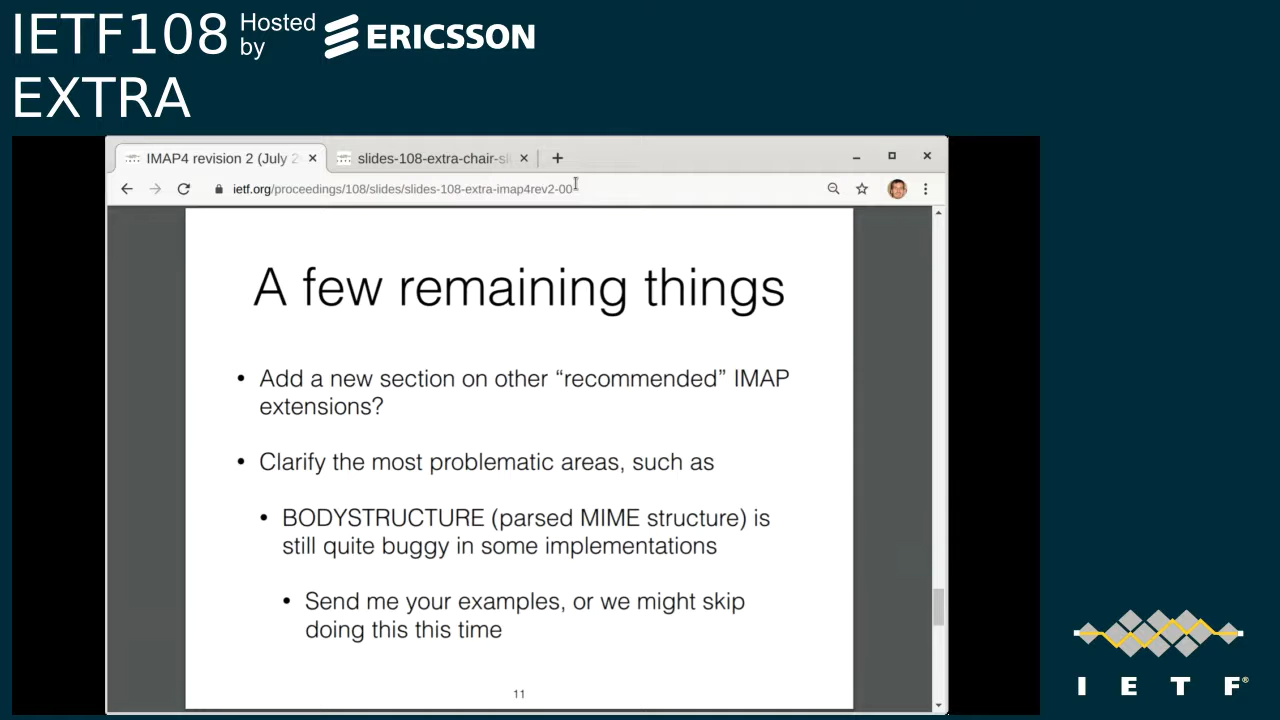 IETF108 Hosted by ERICSSON
EXTRA
IMAP4 revision 2 (July 2
slides-108-extra-chair-sl
ietf.org/proceedings/108/slides/slides-108-extra-imap4rev2-00
A few remaining things
• Add a new section on other “recommended” IMAP
extensions?
• Clarify the most problematic areas, such as
• BODYSTRUCTURE (parsed MIME structure) is
still quite buggy in some implementations
• Send me your examples, or we might skip
doing this this time
11
I E T F®